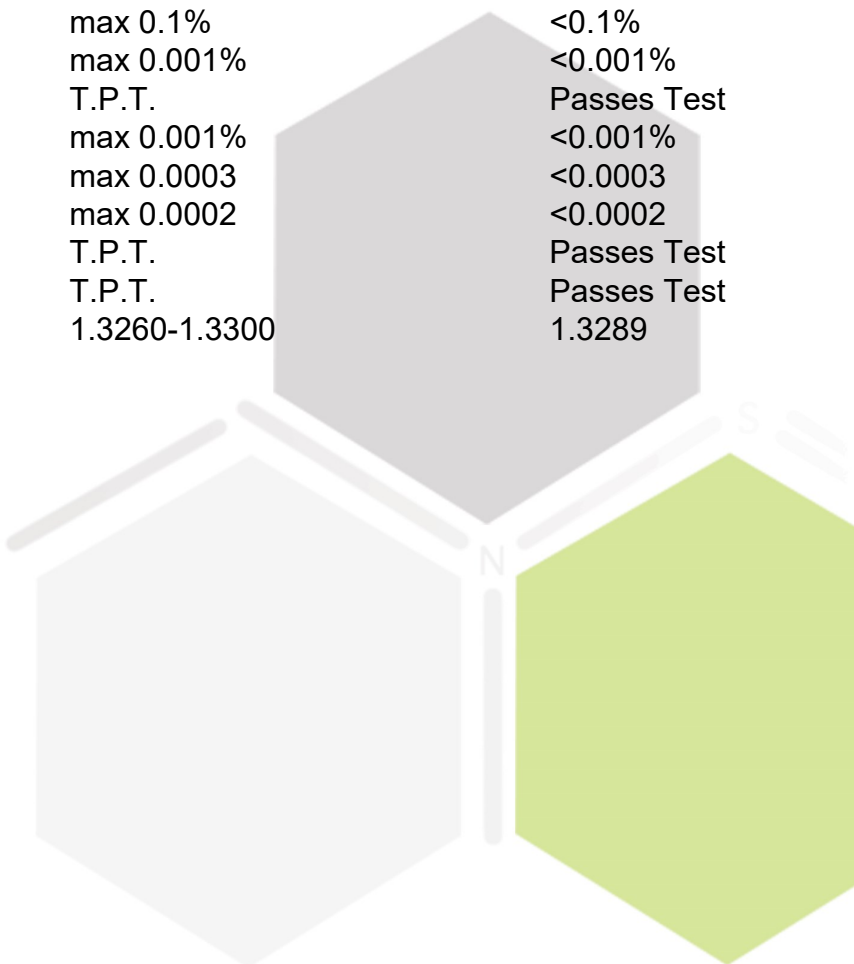 max 0.1% <0.1%
max 0.001% <0.001%
T.P.T. Passes Test
max 0.001% <0.001%
max 0.0003 <0.0003
max 0.0002 <0.0002
T.P.T. Passes Test
T.P.T. Passes Test
1.3260-1.3300 1.3289
S
N